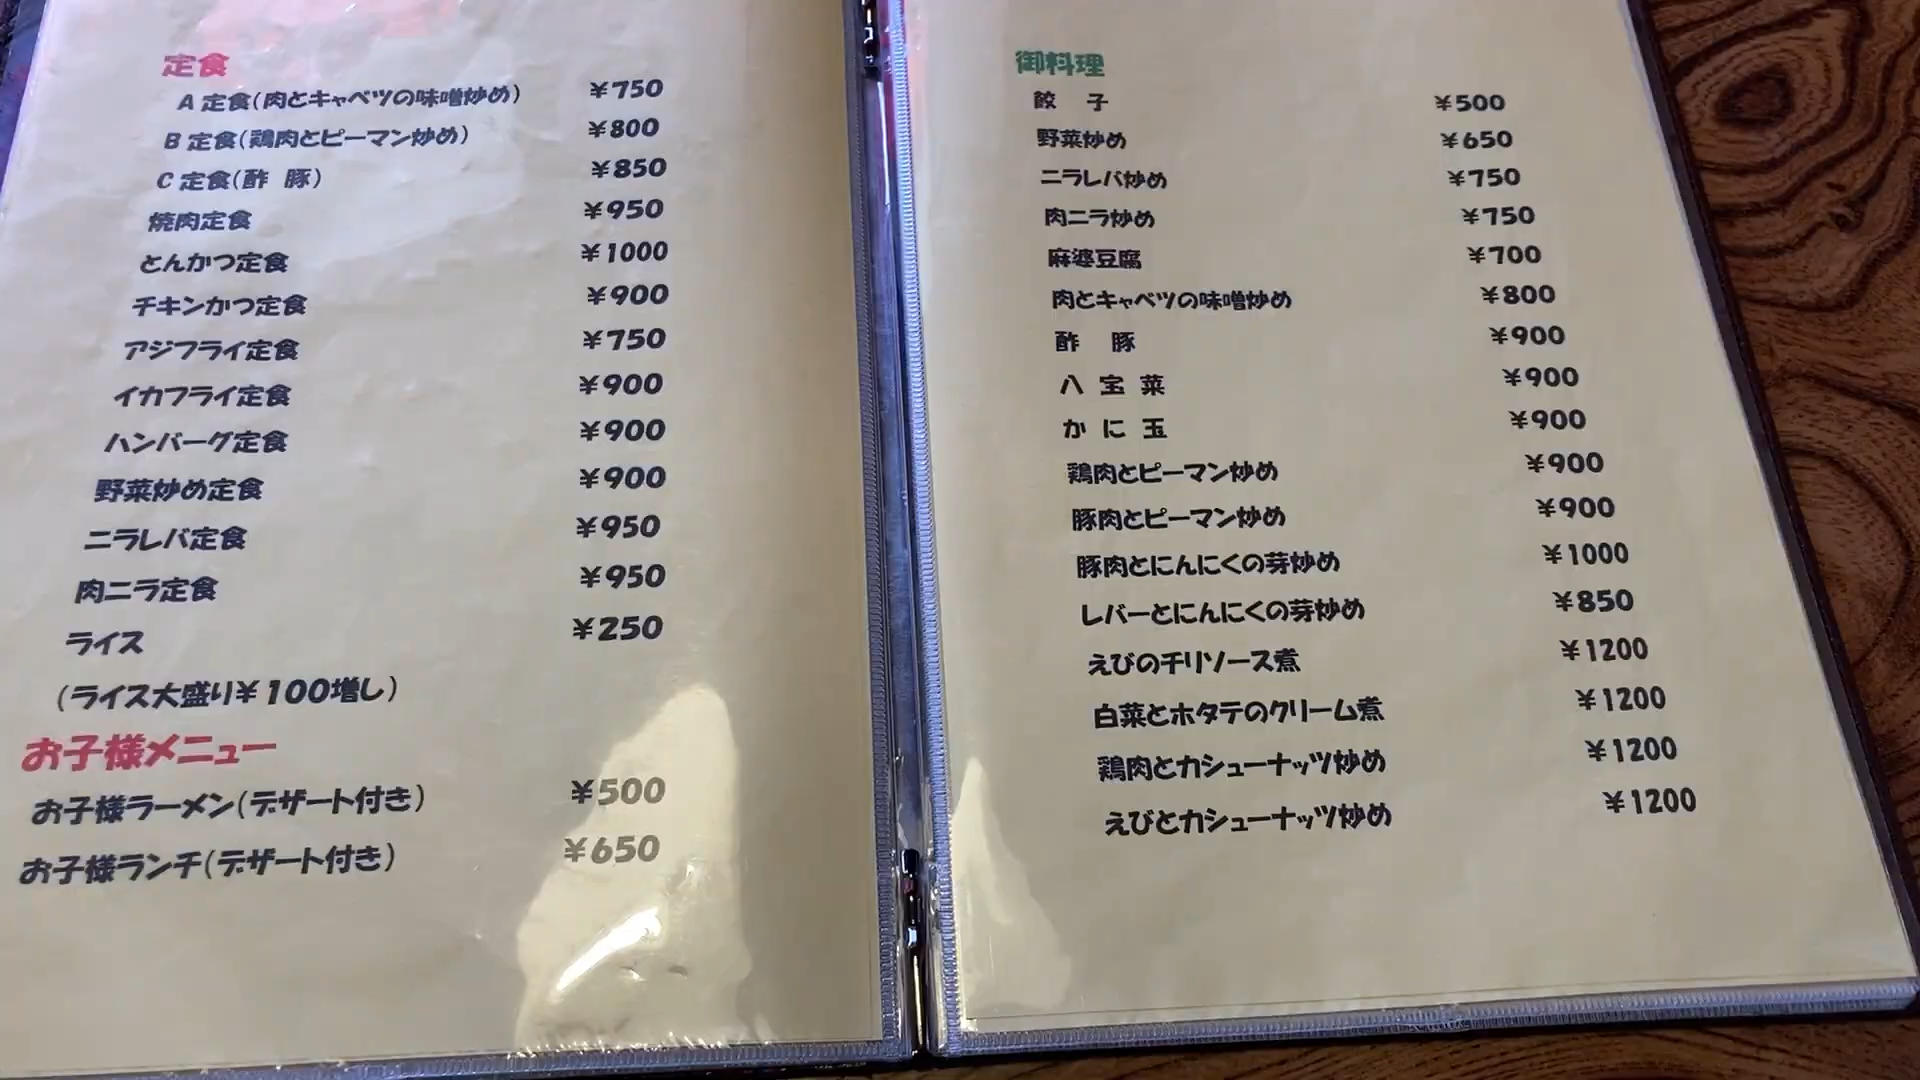 定食
A 定食(肉とキャベツの味噌炒め) ¥750
B 定食(鶏肉とピーマン炒め) ¥800
C 定食(酢 豚) ¥850
焼肉定食 ¥950
とんかつ定食 ¥1000
チキンかつ定食 ¥900
アジフライ定食 ¥750
イカフライ定食 ¥900
ハンバーグ定食 ¥900
野菜炒め定食 ¥900
ニラレバ定食 ¥950
肉ニラ定食 ¥950
ライス ¥250
(ライス大盛り¥100増し)
お子様メニュー
お子様ラーメン(デザート付き) ¥500
お子様ランチ(デザート付き) ¥650
御料理
餃 子 ¥500
野菜炒め ¥650
ニラレバ炒め ¥750
肉ニラ炒め ¥750
麻婆豆腐 ¥700
肉とキャベツの味噌炒め ¥800
酢 豚 ¥900
八 宝 菜 ¥900
か に 玉 ¥900
鶏肉とピーマン炒め ¥900
豚肉とピーマン炒め ¥900
豚肉とにんにくの芽炒め ¥1000
レバーとにんにくの芽炒め ¥850
えびのチリソース煮 ¥1200
白菜とホタテのクリーム煮 ¥1200
鶏肉とカシューナッツ炒め ¥1200
えびとカシューナッツ炒め ¥1200